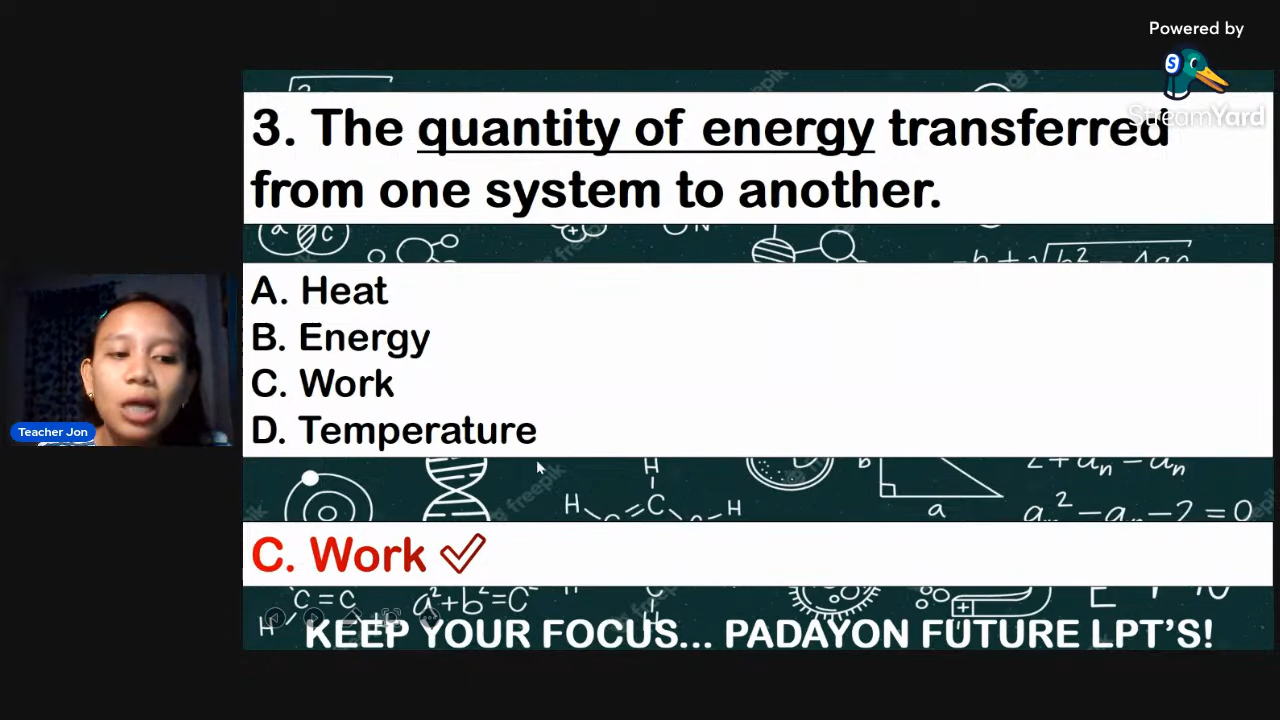 Powered by
StreamYard
3. The quantity of energy transferred
from one system to another.
A. Heat
B. Energy
C. Work
D. Temperature
Teacher Jon
C. Work
KEEP YOUR FOCUS... PADAYON FUTURE LPT'S!